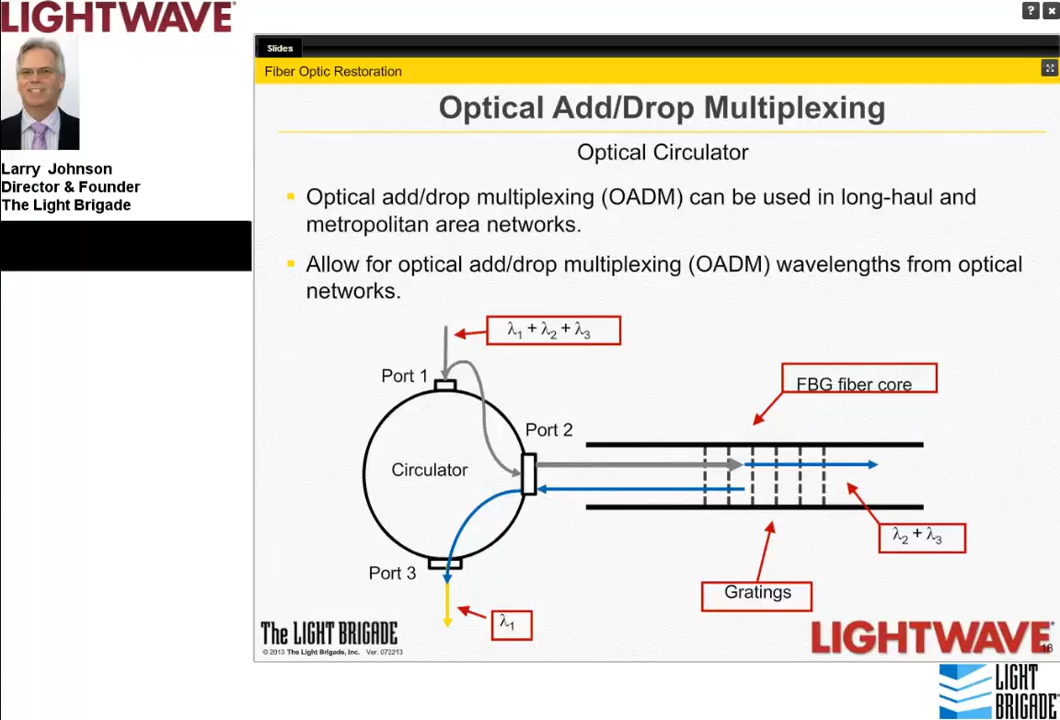 LIGHTWAVE®
Larry Johnson
Director & Founder
The Light Brigade
?
Slides
Fiber Optic Restoration
Optical Add/Drop Multiplexing
Optical Circulator
Optical add/drop multiplexing (OADM) can be used in long-haul and
metropolitan area networks.
Allow for optical add/drop multiplexing (OADM) wavelengths from optical
networks.
λ1 + λ2 + λ3
Port 1
FBG fiber core
Port 2
Circulator
λ2 + λ3
Port 3
Gratings
λ1
The LIGHT BRIGADE
© 2013 The Light Brigade, Inc. Ver. 072213
LIGHTWAVE®
18
LIGHT
BRIGADE